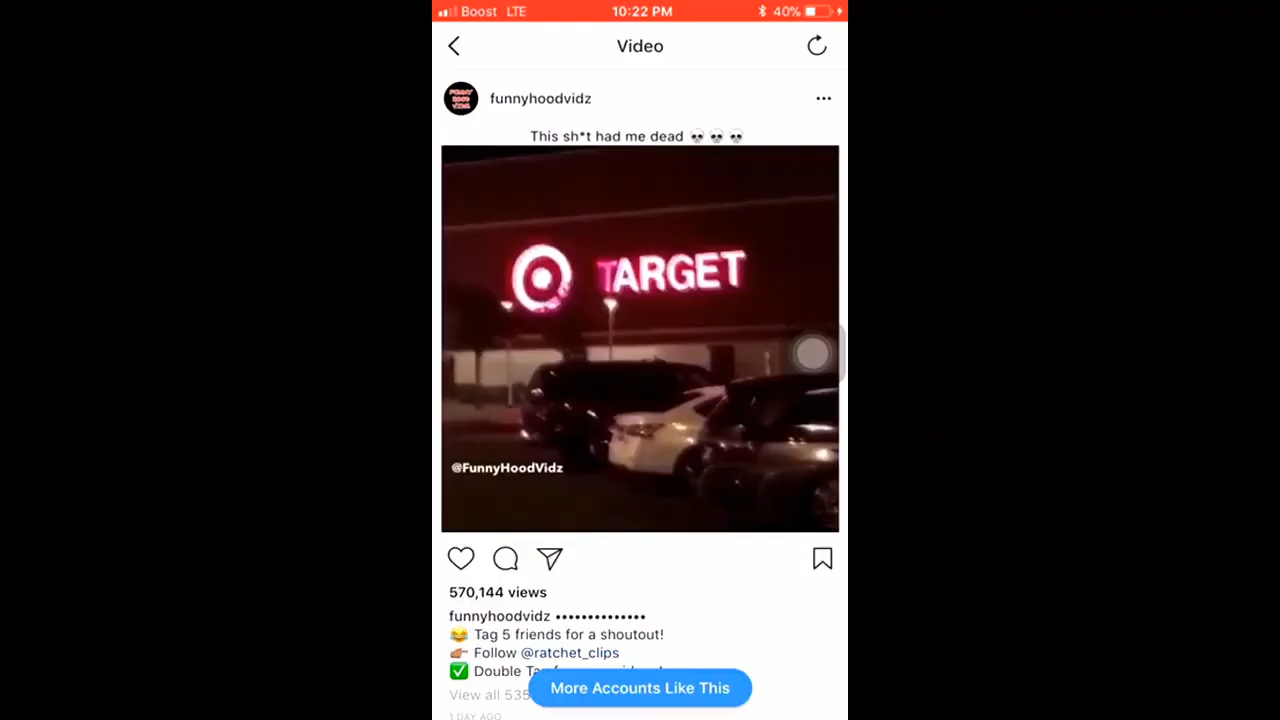 Boost LTE 10:22 PM 40%
Video
funnyhoodvidz
This sh*t had me dead 💀 💀 💀
TARGET
@FunnyHoodVidz
570,144 views
funnyhoodvidz ••••••••••••••
😂 Tag 5 friends for a shoutout!
👉🏽 Follow @ratchet_clips
✅ Double
More Accounts Like This
View all 535
1 DAY AGO